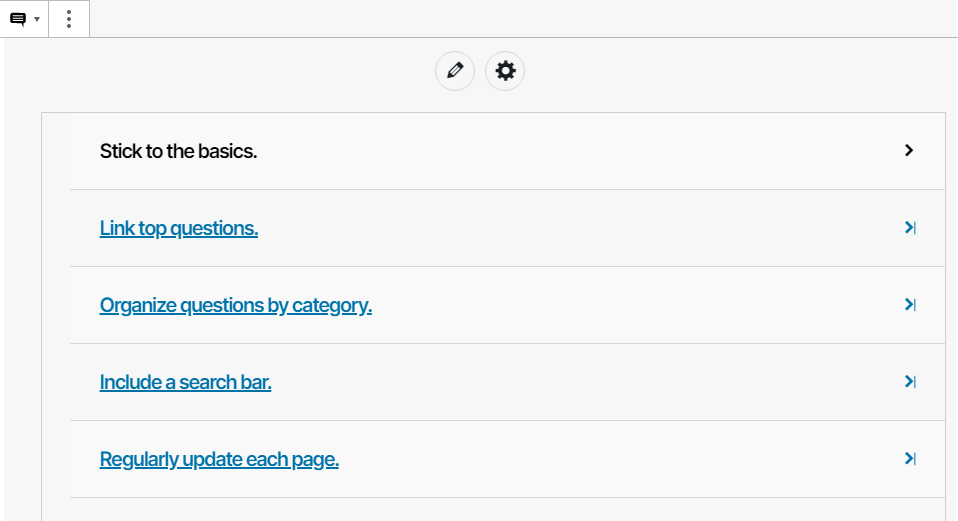 Stick to the basics.
Link top questions.
Organize questions by category.
Include a search bar.
Regularly update each page.